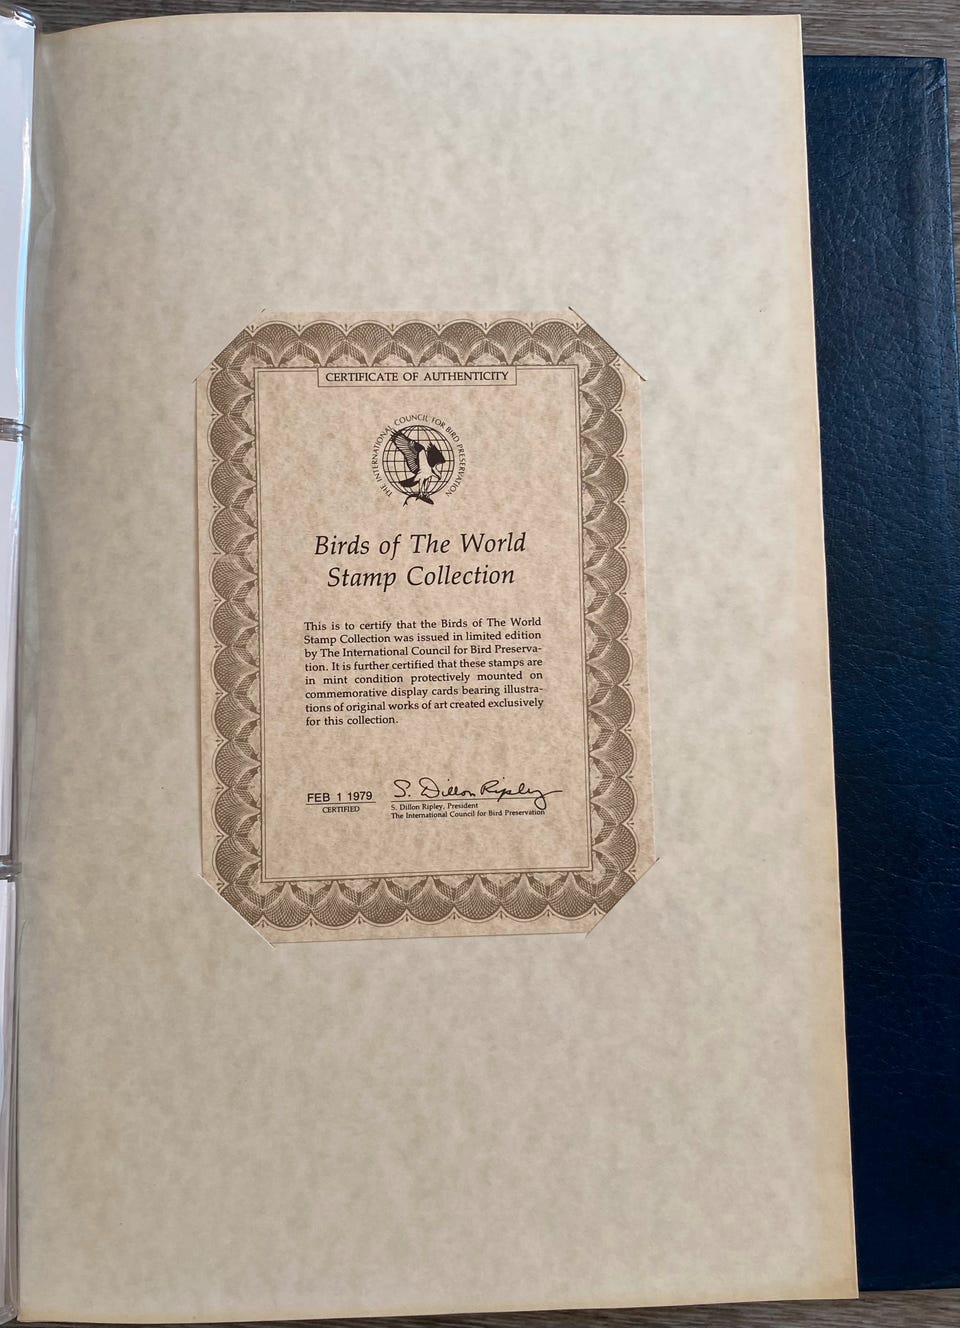 CERTIFICATE OF AUTHENTICITY
THE INTERNATIONAL COUNCIL FOR BIRD PRESERVATION
Birds of The World
Stamp Collection
This is to certify that the Birds of The World
Stamp Collection was issued in limited edition
by The International Council for Bird Preserva-
tion. It is further certified that these stamps are
in mint condition protectively mounted on
commemorative display cards bearing illustra-
tions of original works of art created exclusively
for this collection.
FEB 1 1979
CERTIFIED
S. Dillon Ripley
S. Dillon Ripley, President
The International Council for Bird Preservation